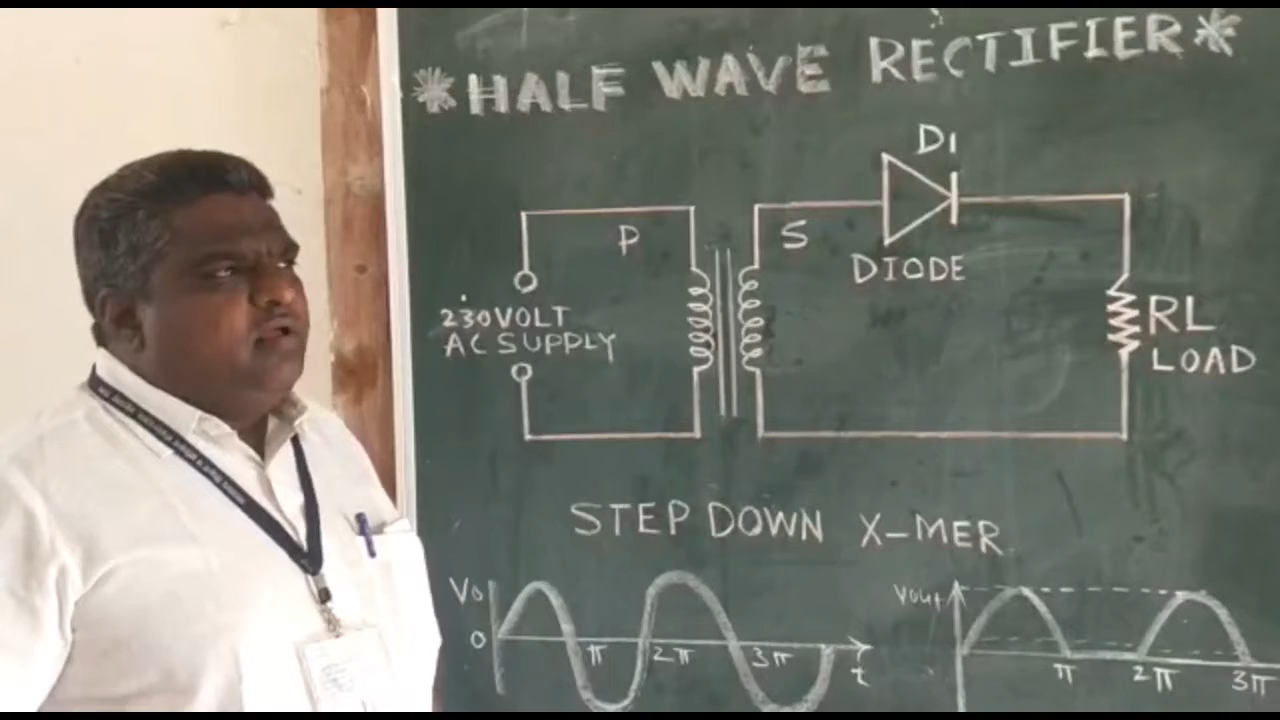 *HALF WAVE RECTIFIER*
D1
P
S
DIODE
230VOLT
AC SUPPLY
RL
LOAD
STEP DOWN X-MER
Vo
0
π
2π
3π
t
Vout
π
2π
3π